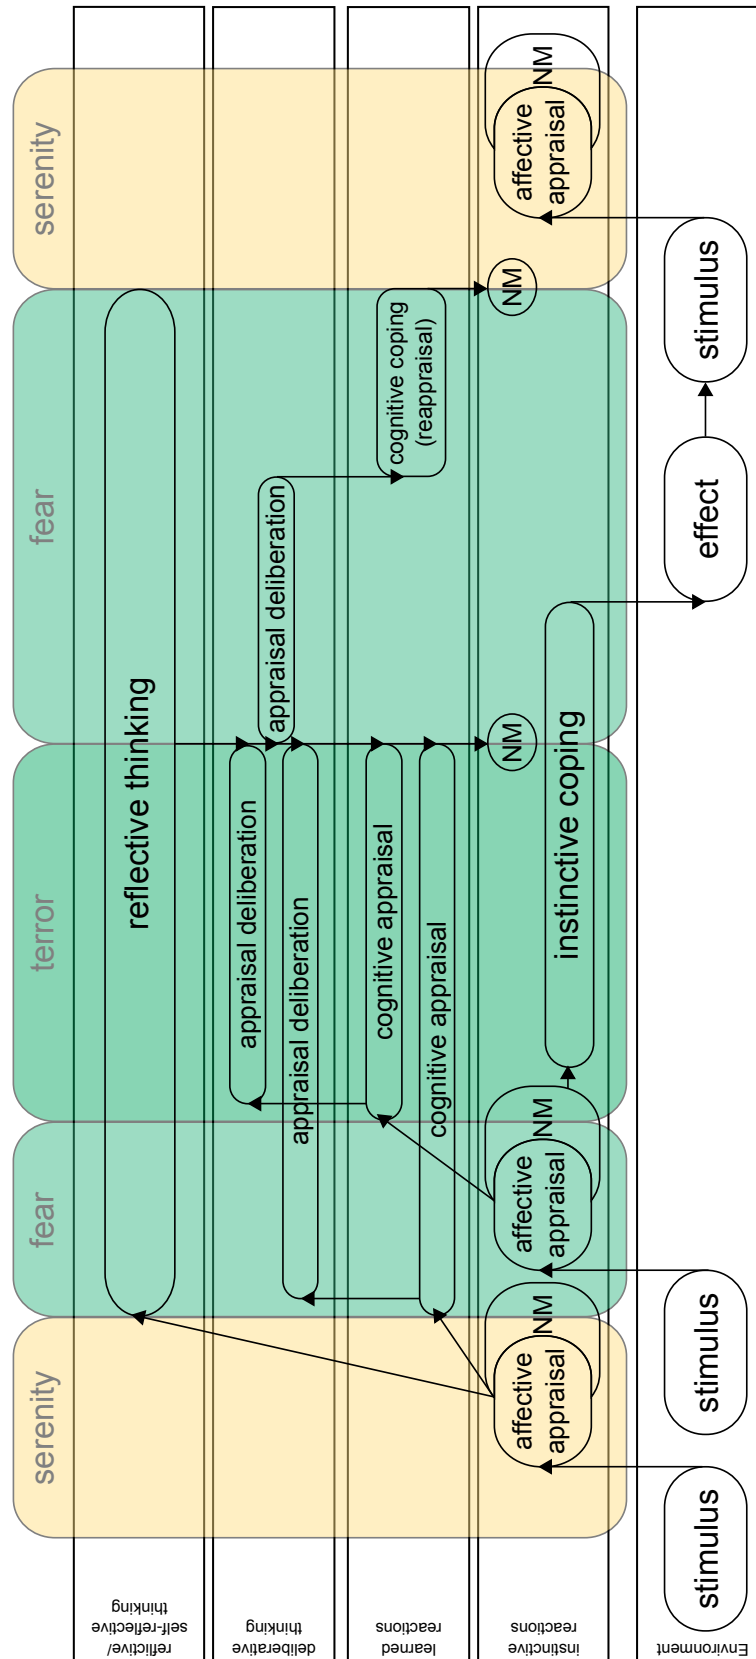 serenity
fear
terror
fear
serenity
reflictive/
self-reflective
thinking
reflective thinking
deliberative
thinking
appraisal deliberation
appraisal deliberation
appraisal deliberation
learned
reactions
cognitive appraisal
cognitive appraisal
cognitive coping
(reappraisal)
instinctive
reactions
affective
appraisal
NM
affective
appraisal
NM
instinctive coping
NM
NM
affective
appraisal
NM
Environment
stimulus
stimulus
effect
stimulus